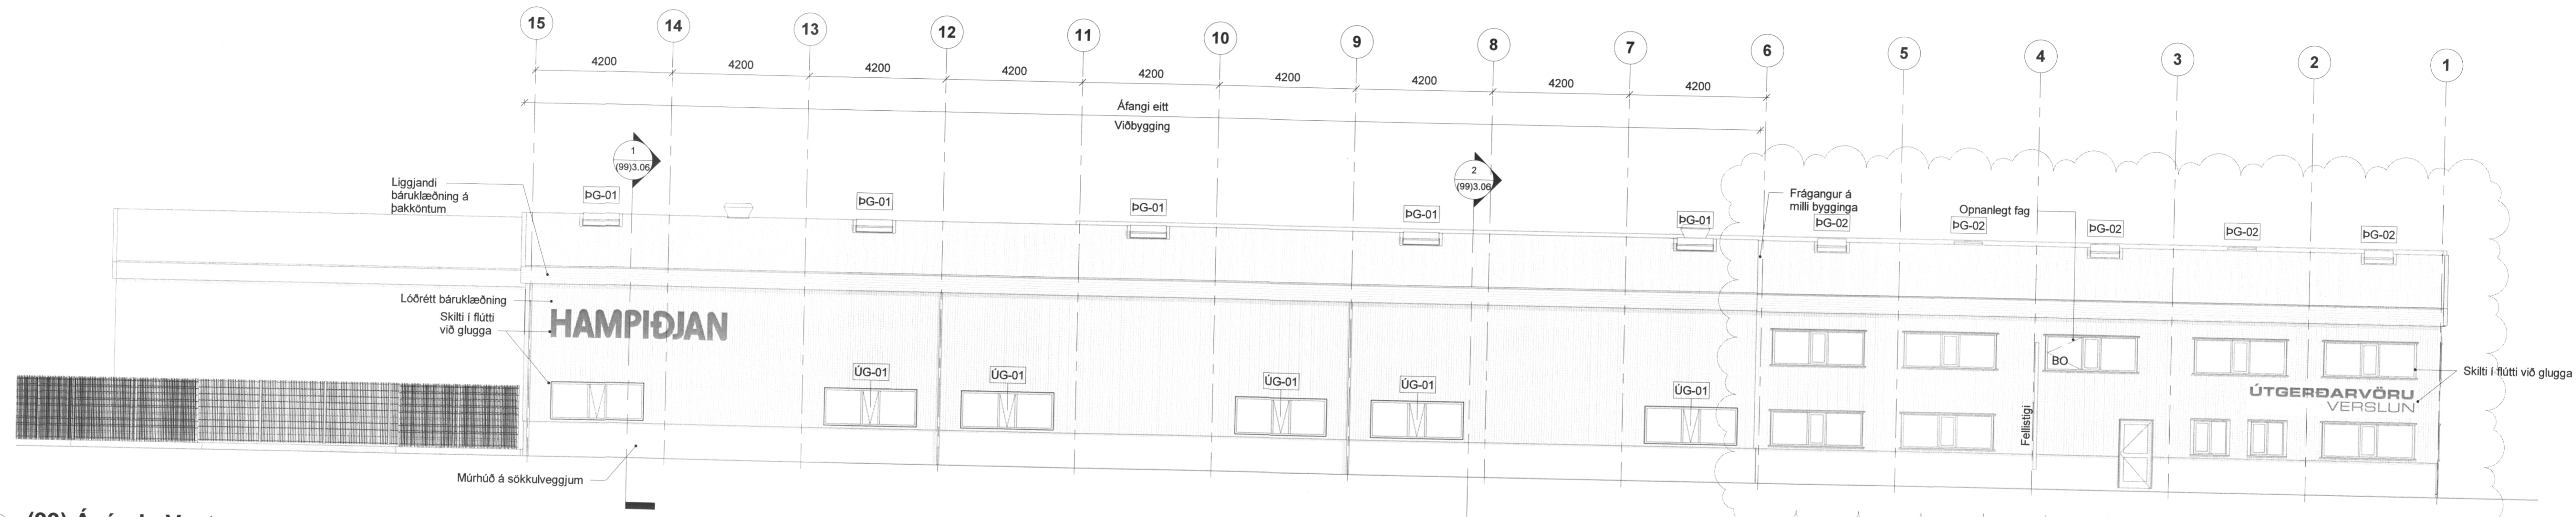 15 14 13 12 11 10 9 8 7 6 5 4 3 2 1
4200 4200 4200 4200 4200 4200 4200 4200 4200
Áfangi eitt
Viðbygging
1
(99)3.06
2
(99)3.06
Liggjandi
báruklæðning á
þakköntum
ÞG-01
ÞG-01
ÞG-01
ÞG-01
ÞG-01
Frágangur á
milli bygginga
ÞG-02
Opnanlegt fag
ÞG-02
ÞG-02
ÞG-02
ÞG-02
Lóðrétt báruklæðning
Skilti í flútti
við glugga
HAMPIÐJAN
ÚG-01
ÚG-01
ÚG-01
ÚG-01
ÚG-01
BO
Skilti í flútti við glugga
ÚTGERÐARVÖRU
VERSLUN
Fellistigi
Múrhúð á sökkulveggjum